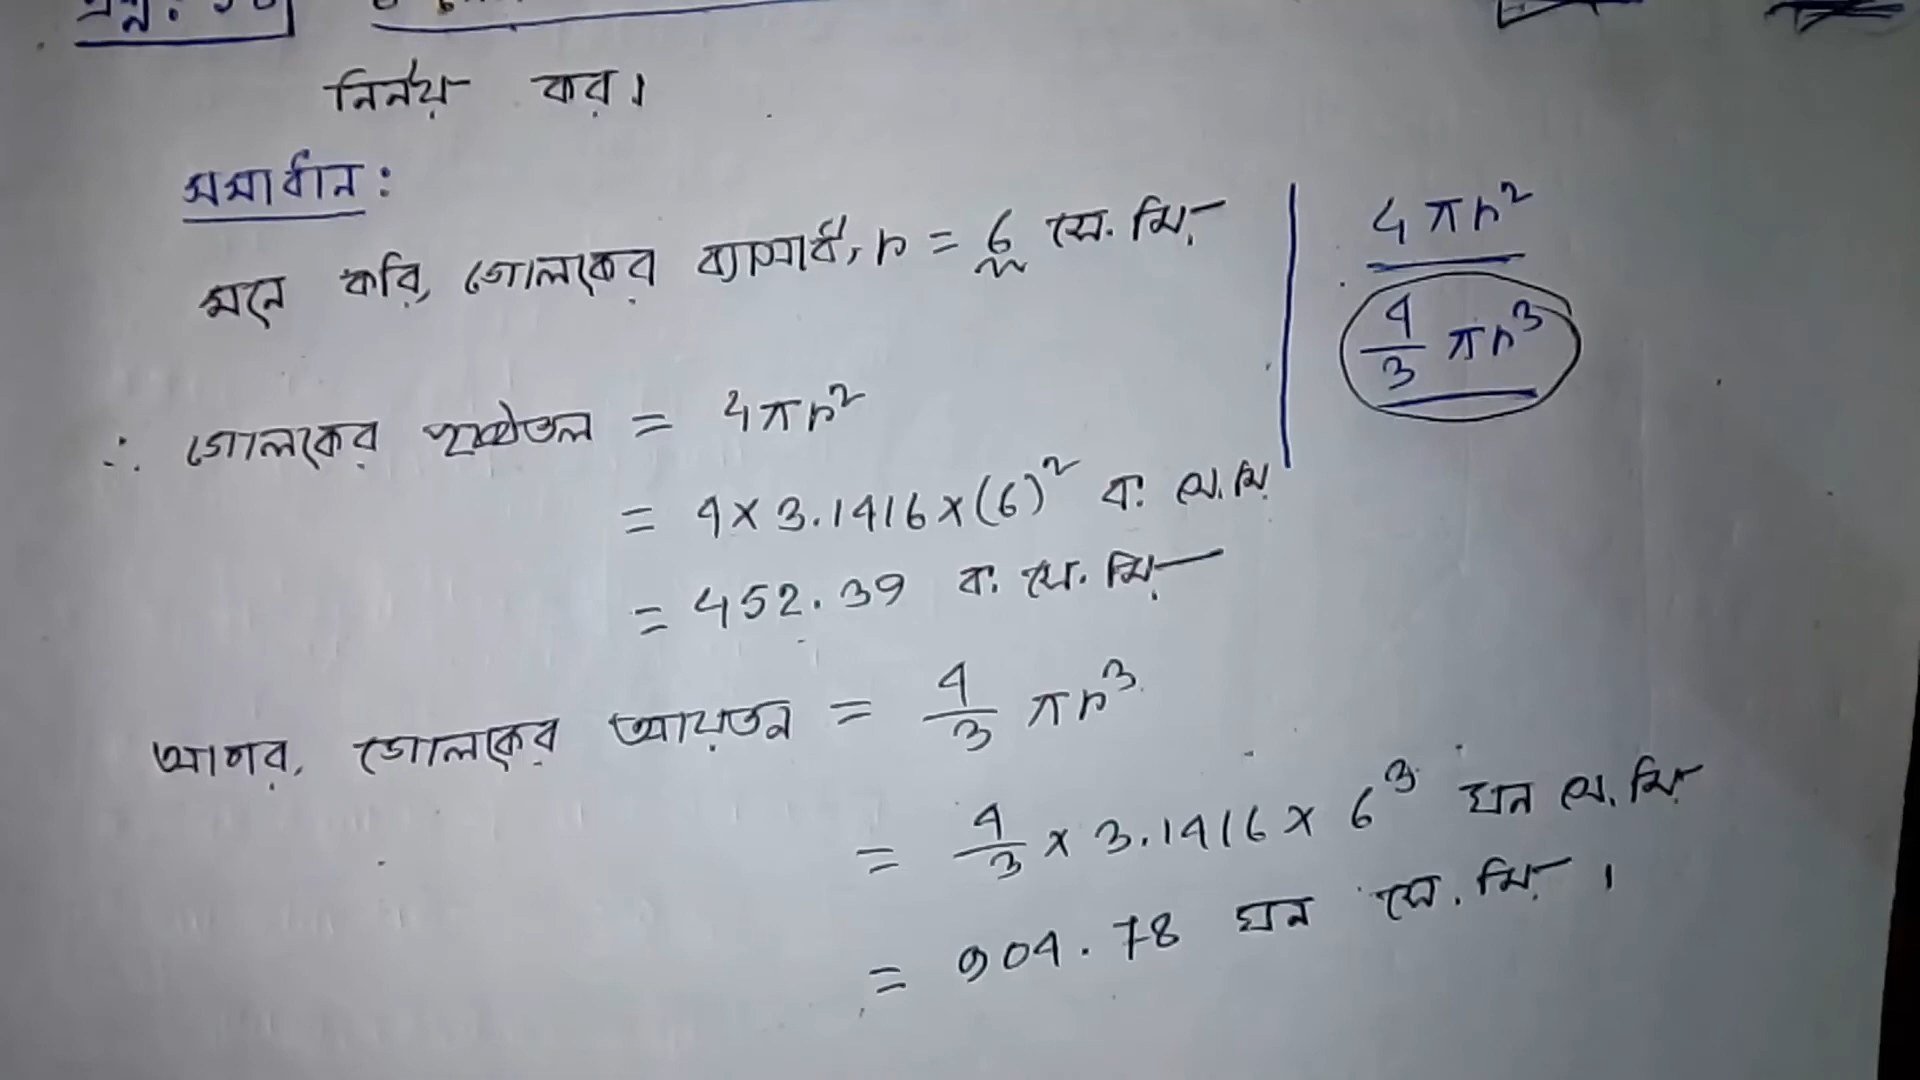 নির্নয় কর।
সমাধান:
মনে করি, গোলকের ব্যাসার্ধ, r = 6 সে. মি.
4πr²
4/3 πr³
∴ গোলকের পৃষ্ঠতল = 4πr²
= 4 × 3.1416 × (6)² ব. সে. মি.
= 452.39 ব. সে. মি.
আবার, গোলকের আয়তন = 4/3 πr³
= 4/3 × 3.1416 × 6³ ঘন সে. মি.
= 904.78 ঘন সে. মি.।